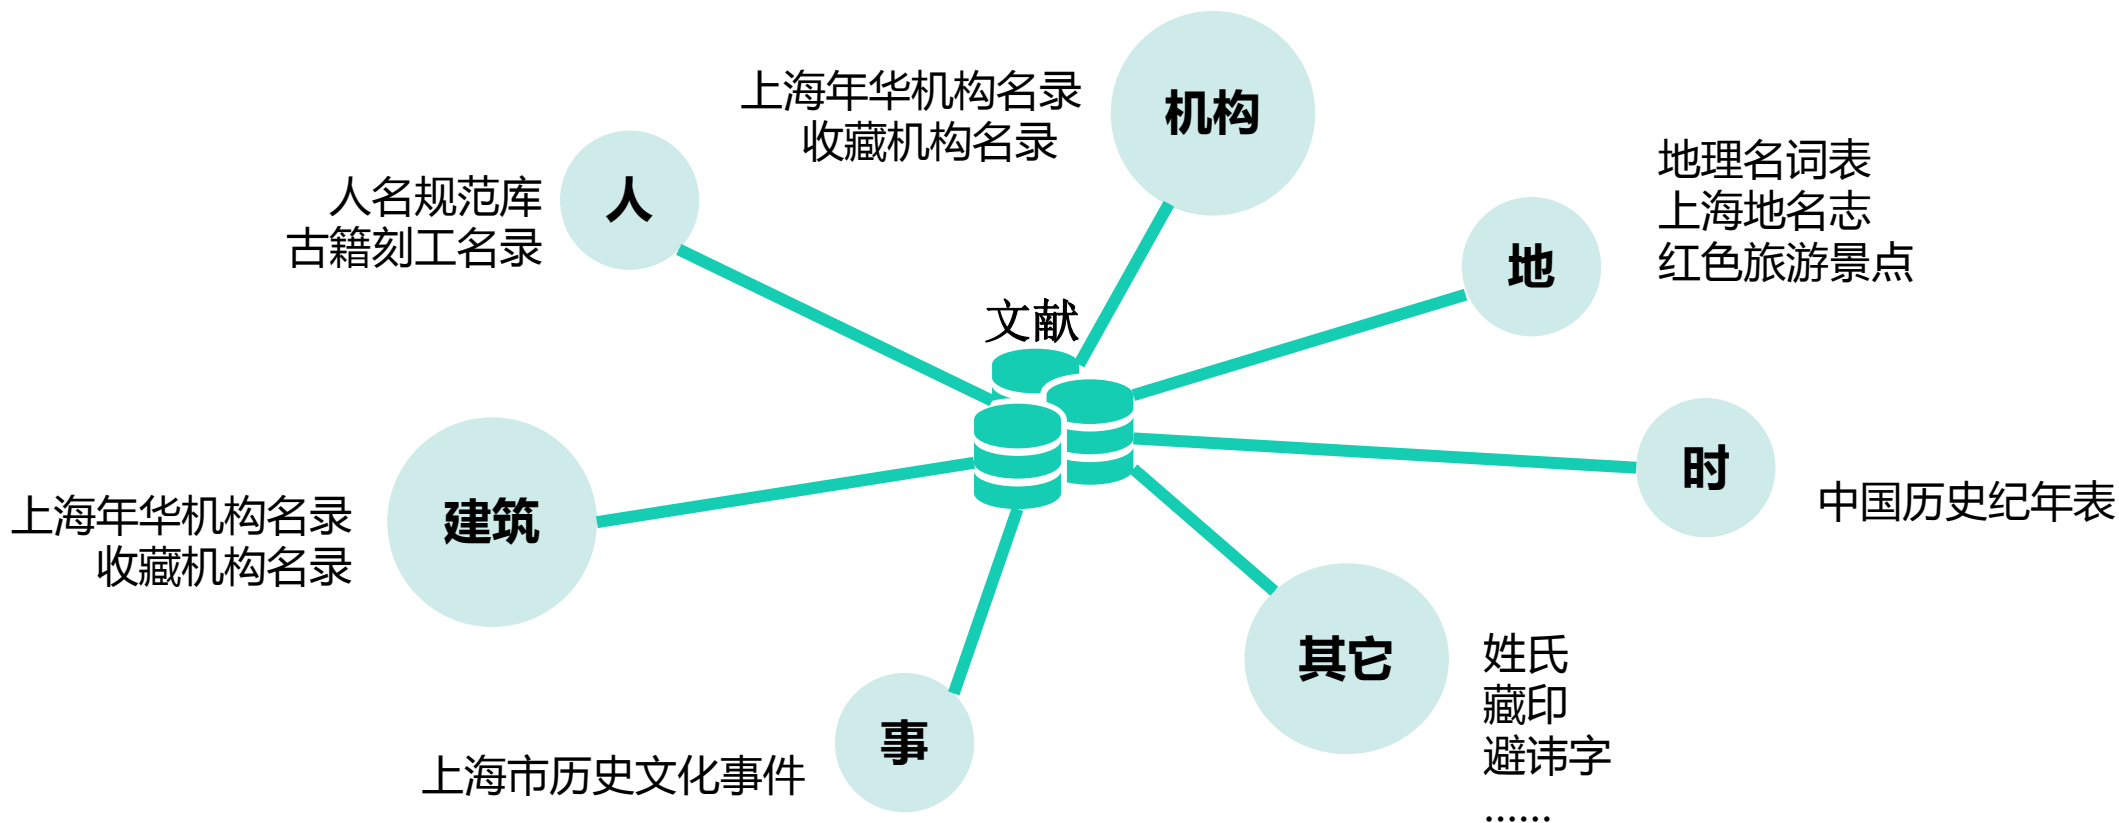 上海年华机构名录
收藏机构名录
机构
地理名词表
上海地名志
红色旅游景点
人名规范库
古籍刻工名录
人
地
文献
时
中国历史纪年表
上海年华机构名录
收藏机构名录
建筑
其它
姓氏
藏印
避讳字
......
事
上海市历史文化事件